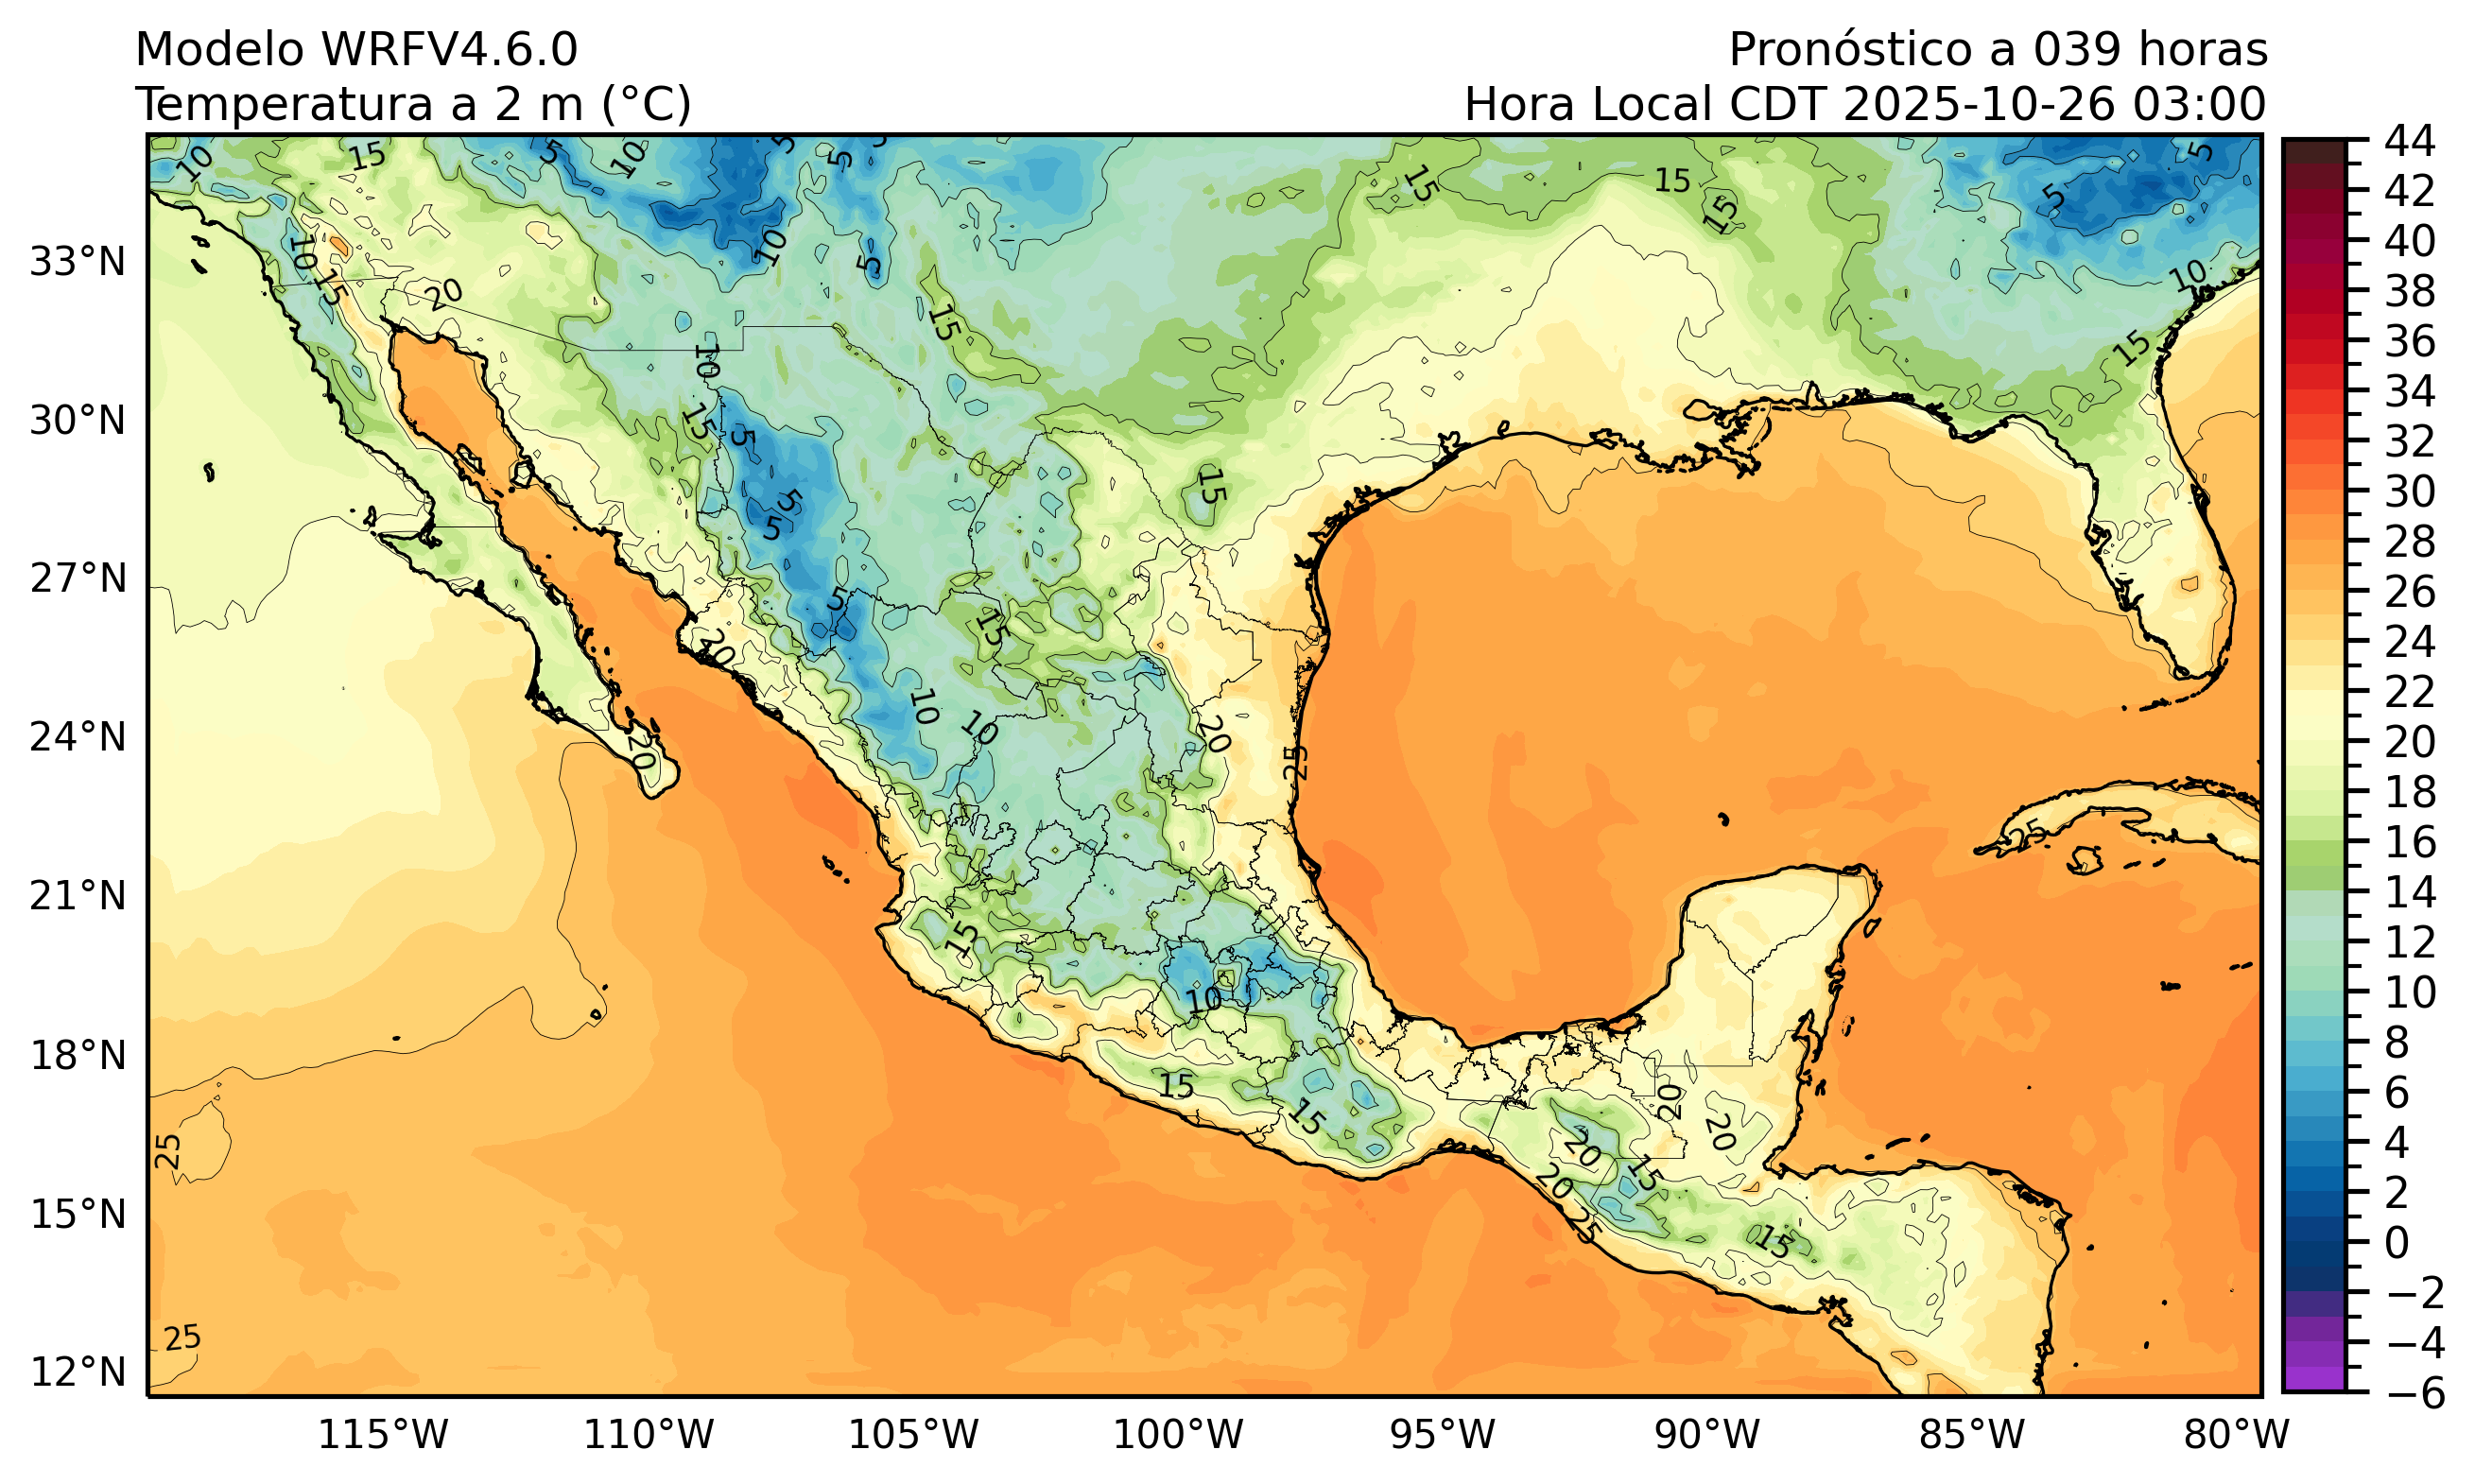 Modelo WRFV4.6.0
Pronóstico a 039 horas
Temperatura a 2 m (°C)
Hora Local CDT 2025-10-26 03:00
33°N
30°N
27°N
24°N
21°N
18°N
15°N
12°N
115°W 110°W 105°W 100°W 95°W 90°W 85°W 80°W
44
42
40
38
36
34
32
30
28
26
24
22
20
18
16
14
12
10
8
6
4
2
0
−2
−4
−6
10 15 5 10 5 5 5
15 15 15 5
10 15 20 10 5 10
15 15
10 15 5 15
5 5
5 15 20
10 10 20 25 20
25
15
10
15 15 20 20
25 20 15 20 25 15
25